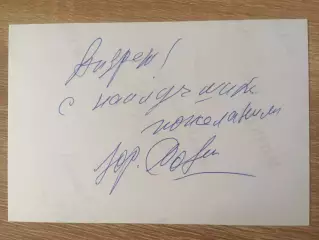 Андрей!
с наилучшими
пожеланиями
Юр.